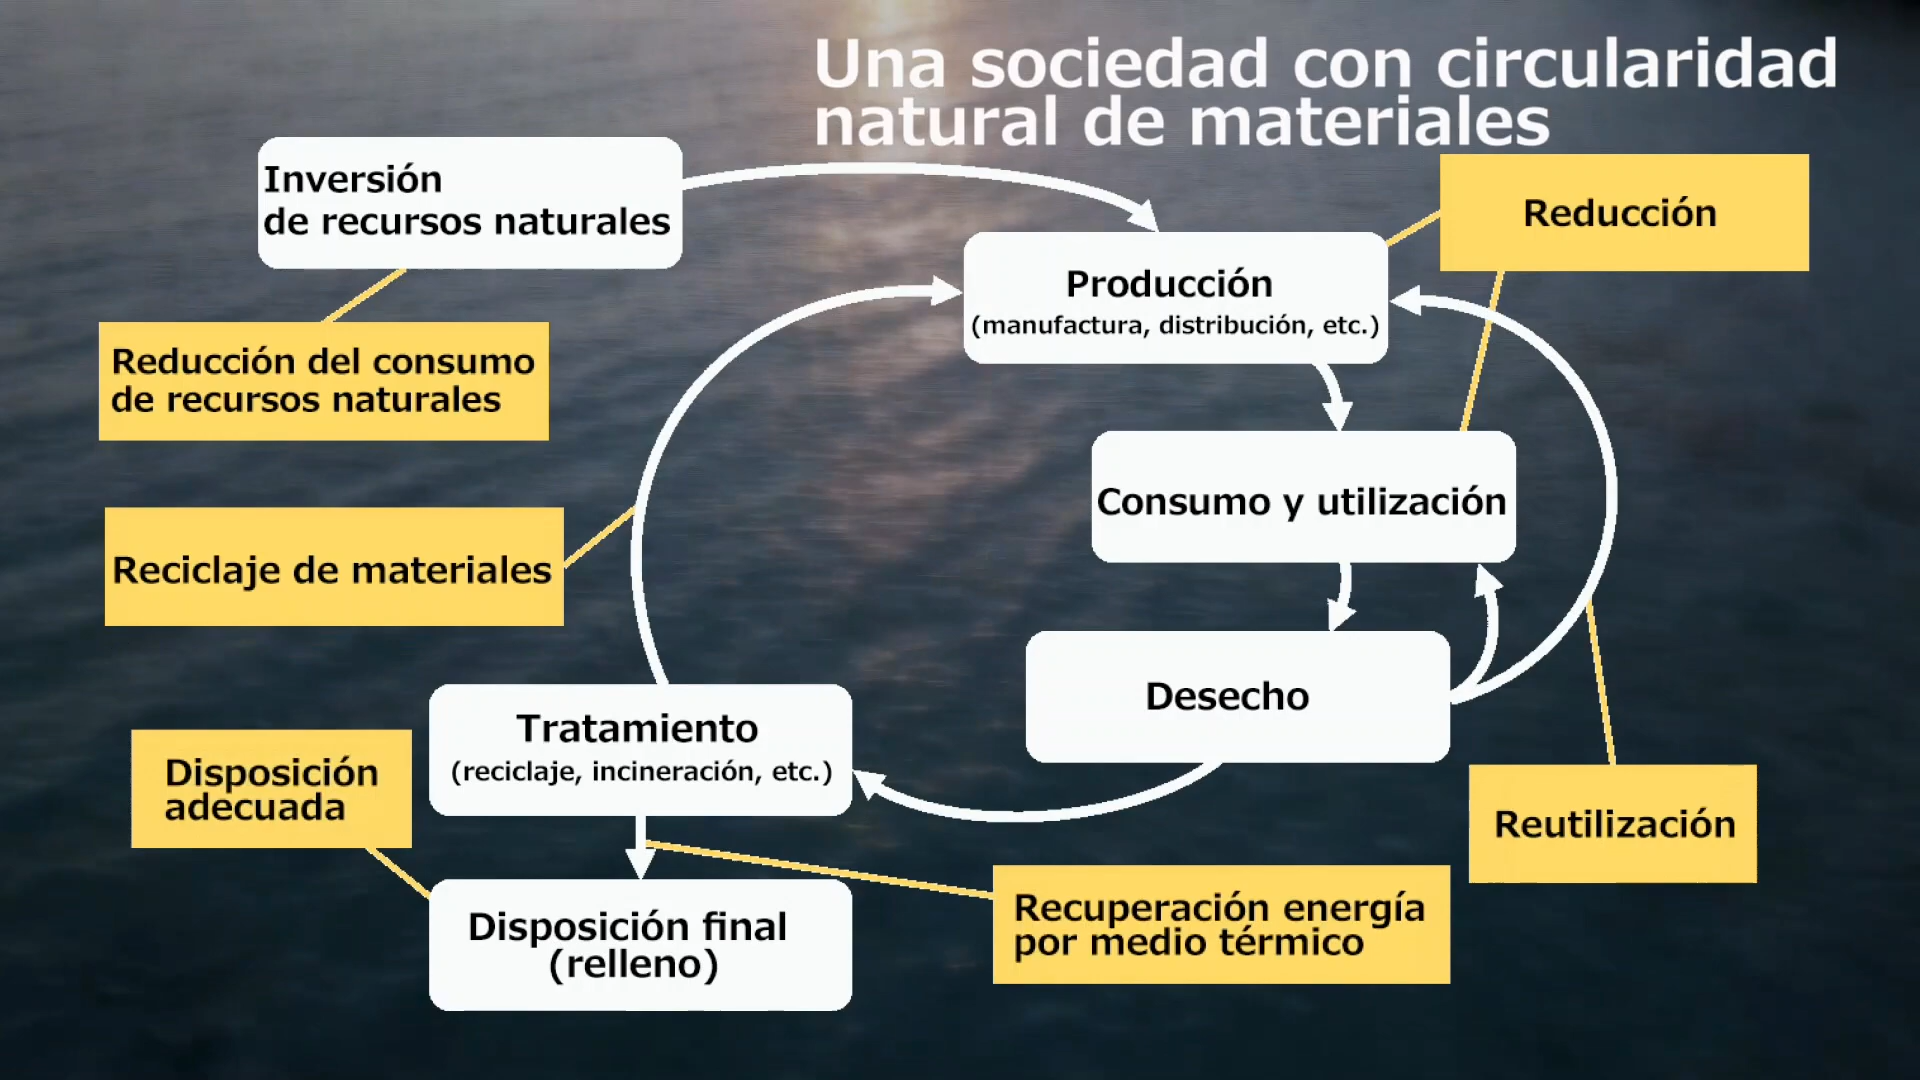 Una sociedad con circularidad
natural de materiales
Inversión
de recursos naturales
Reducción
Producción
(manufactura, distribución, etc.)
Reducción del consumo
de recursos naturales
Consumo y utilización
Reciclaje de materiales
Desecho
Tratamiento
(reciclaje, incineración, etc.)
Disposición
adecuada
Reutilización
Disposición final
(relleno)
Recuperación energía
por medio térmico